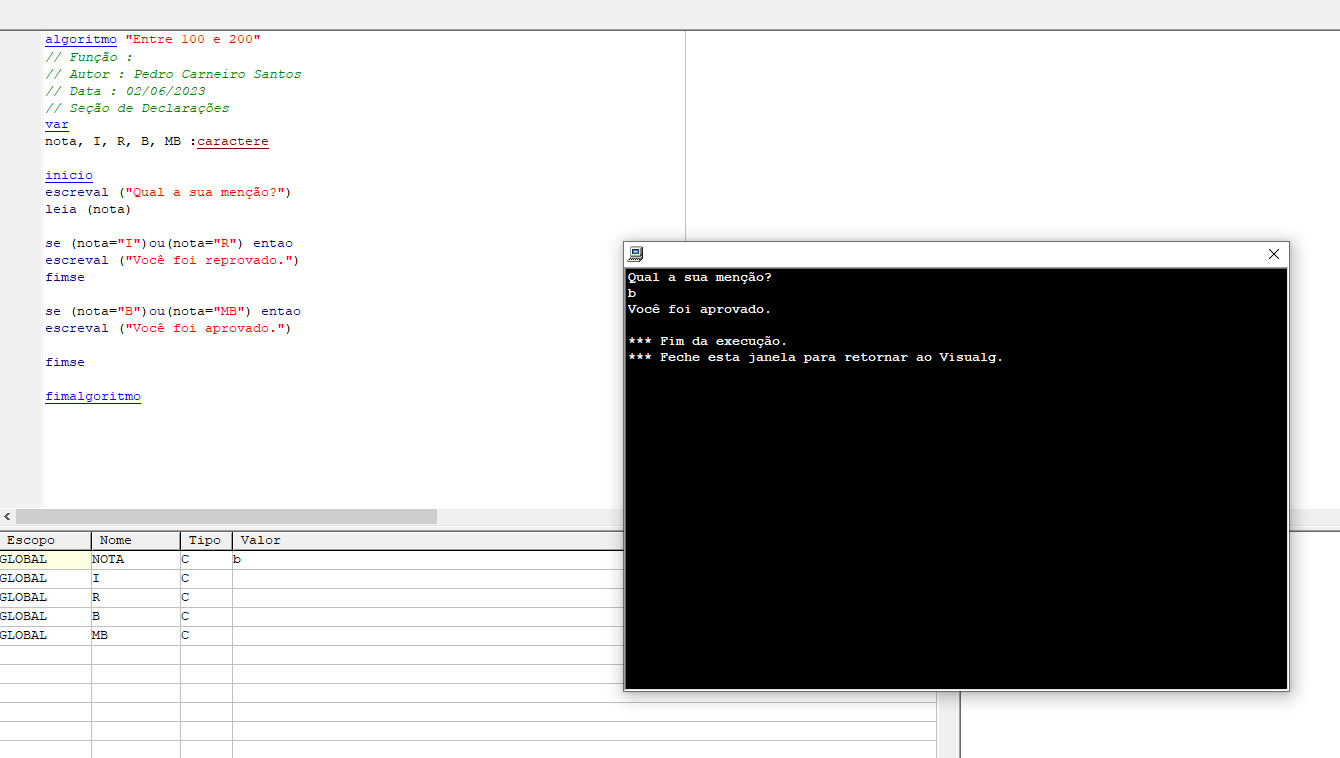 algoritmo "Entre 100 e 200"
// Função :
// Autor : Pedro Carneiro Santos
// Data : 02/06/2023
// Seção de Declarações
var
nota, I, R, B, MB :caractere
inicio
escreval ("Qual a sua menção?")
leia (nota)
se (nota="I")ou(nota="R") entao
escreval ("Você foi reprovado.")
fimse
se (nota="B")ou(nota="MB") entao
escreval ("Você foi aprovado.")
fimse
fimalgoritmo
Qual a sua menção?
b
Você foi aprovado.
*** Fim da execução.
*** Feche esta janela para retornar ao Visualg.
Escopo Nome Tipo Valor
GLOBAL NOTA C b
GLOBAL I C
GLOBAL R C
GLOBAL B C
GLOBAL MB C